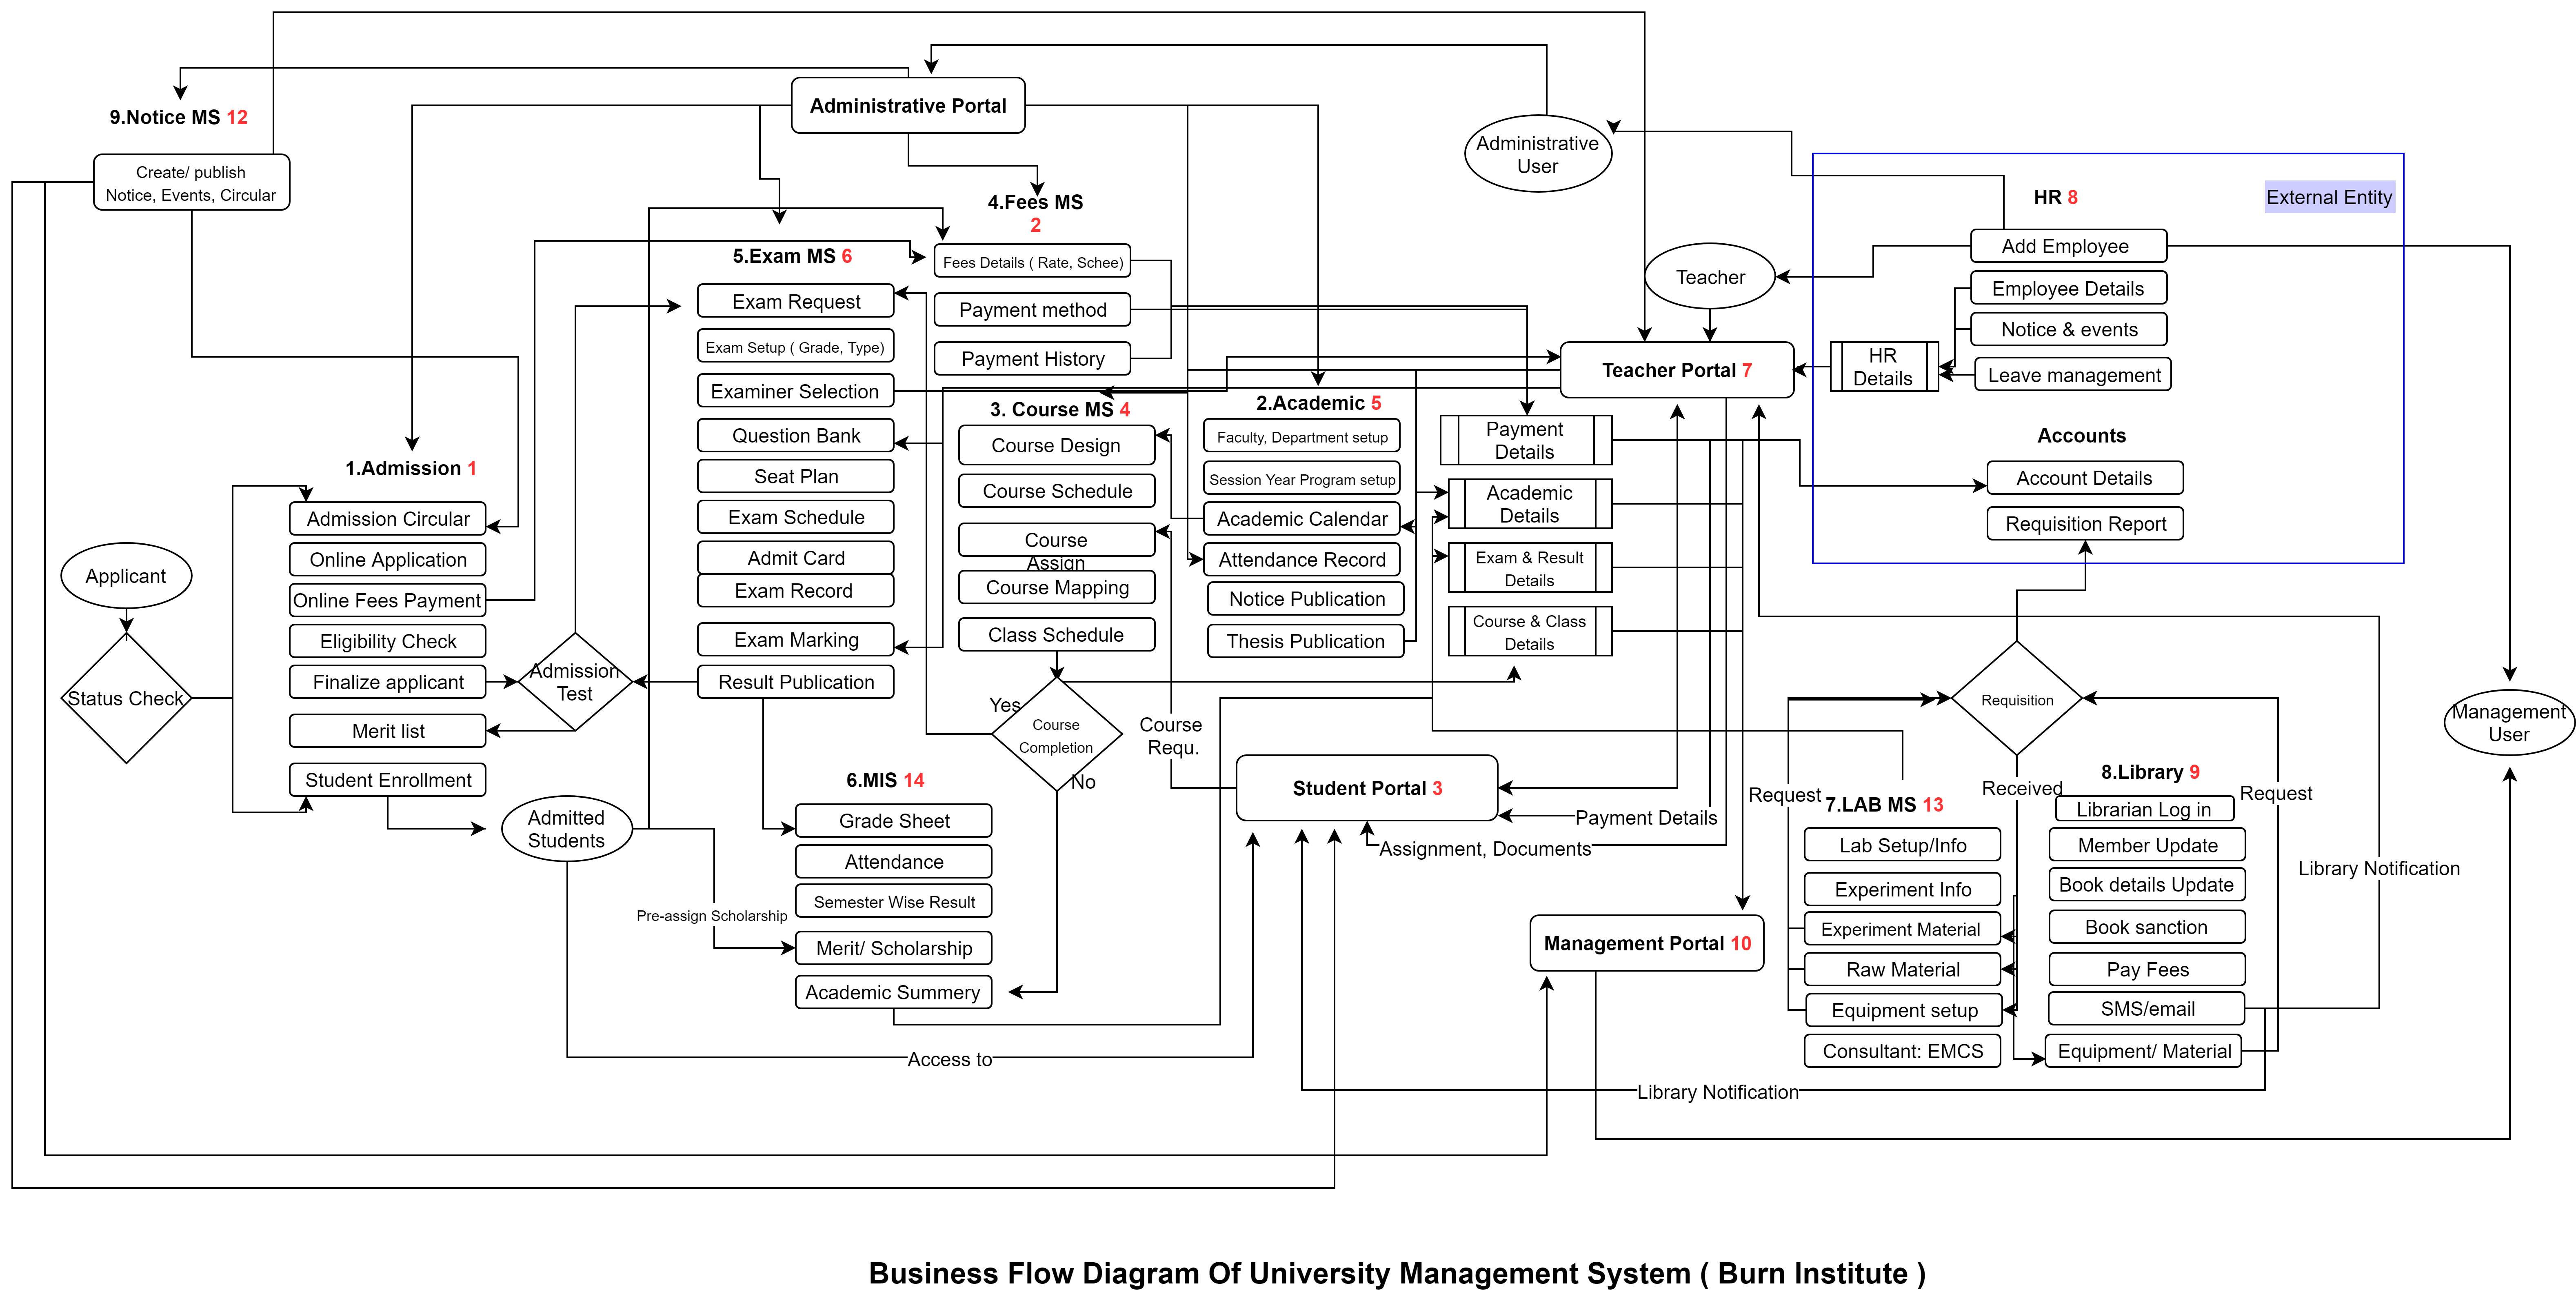 Administrative Portal
9.Notice MS 12
Create/ publish
Notice, Events, Circular
Administrative
User
External Entity
HR 8
Add Employee
Employee Details
Notice & events
Leave management
HR
Details
Accounts
Account Details
Requisition Report
Teacher
Teacher Portal 7
4.Fees MS
2
Fees Details ( Rate, Schee)
Payment method
Payment History
5.Exam MS 6
Exam Request
Exam Setup ( Grade, Type)
Examiner Selection
Question Bank
Seat Plan
Exam Schedule
Admit Card
Exam Record
Exam Marking
Result Publication
3. Course MS 4
Course Design
Course Schedule
Course
Assign
Course Mapping
Class Schedule
2.Academic 5
Faculty, Department setup
Session Year Program setup
Academic Calendar
Attendance Record
Notice Publication
Thesis Publication
Payment
Details
Academic
Details
Exam & Result
Details
Course & Class
Details
1.Admission 1
Admission Circular
Online Application
Online Fees Payment
Eligibility Check
Finalize applicant
Merit list
Student Enrollment
Applicant
Status Check
Admission
Test
Admitted
Students
Yes
Course
Completion
No
Course
Requ.
Student Portal 3
Payment Details
Assignment, Documents
6.MIS 14
Grade Sheet
Attendance
Semester Wise Result
Merit/ Scholarship
Academic Summery
Pre-assign Scholarship
Access to
Management Portal 10
Requisition
Received
Request
Request
7.LAB MS 13
Lab Setup/Info
Experiment Info
Experiment Material
Raw Material
Equipment setup
Consultant: EMCS
8.Library 9
Librarian Log in
Member Update
Book details Update
Book sanction
Pay Fees
SMS/email
Equipment/ Material
Library Notification
Library Notification
Management
User
Business Flow Diagram Of University Management System ( Burn Institute )